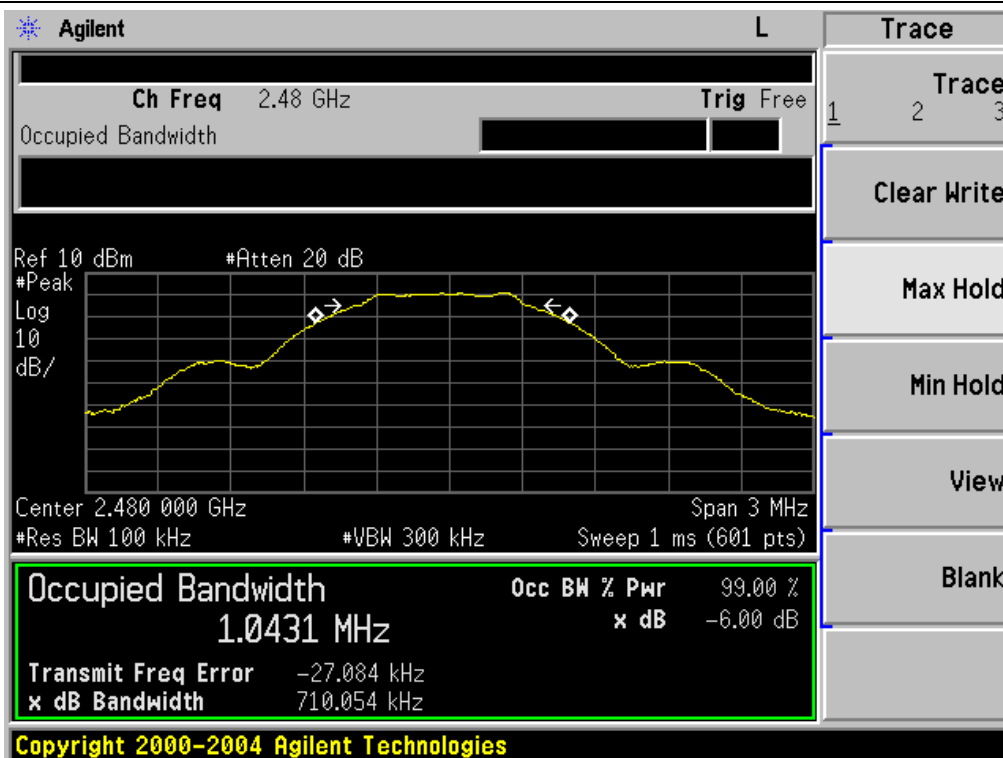 Agilent L
Ch Freq 2.48 GHz Trig Free
Occupied Bandwidth
Ref 10 dBm #Atten 20 dB
#Peak
Log
10
dB/
Center 2.480 000 GHz Span 3 MHz
#Res BW 100 kHz #VBW 300 kHz Sweep 1 ms (601 pts)
Occupied Bandwidth
1.0431 MHz
Occ BW % Pwr 99.00 %
x dB -6.00 dB
Transmit Freq Error -27.084 kHz
x dB Bandwidth 710.054 kHz
Copyright 2000-2004 Agilent Technologies
Trace
Trace
1 2 3
Clear Write
Max Hold
Min Hold
View
Blank